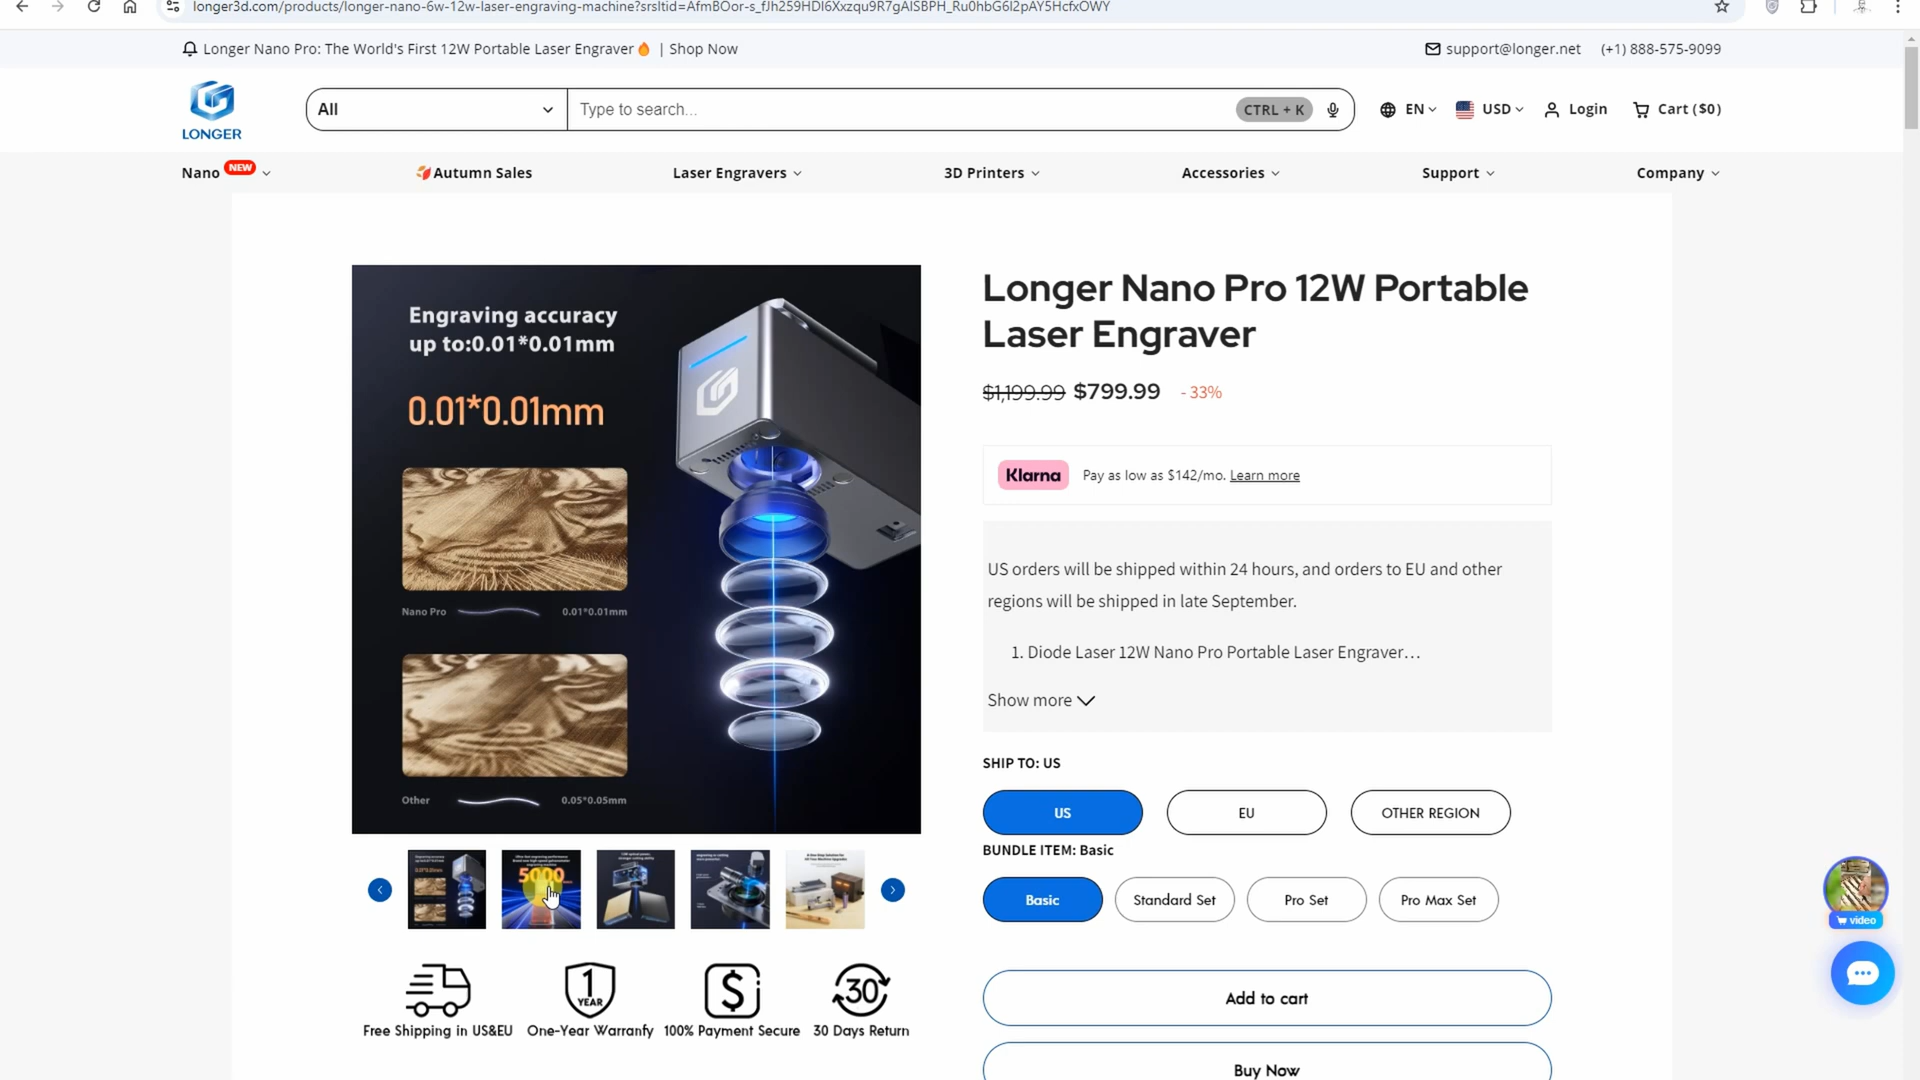 longer3d.com/products/longer-nano-6w-12w-laser-engraving-machine?srsltid=AfmBOor-s_fJh259HDI6Xxzqu9R7gAISBPH_Ru0hbG6I2pAY5HcfxOWY
Longer Nano Pro: The World's First 12W Portable Laser Engraver🔥 | Shop Now
support@longer.net (+1) 888-575-9099
LONGER
All
Type to search...
CTRL + K
EN
USD
Login
Cart ($0)
Nano NEW
Autumn Sales
Laser Engravers
3D Printers
Accessories
Support
Company
Engraving accuracy
up to:0.01*0.01mm
0.01*0.01mm
Nano Pro 0.01*0.01mm
Other 0.05*0.05mm
5000
Free Shipping in US&EU
1
YEAR
One-Year Warranfy
$
100% Payment Secure
30
30 Days Return
Longer Nano Pro 12W Portable
Laser Engraver
$1,199.99 $799.99 - 33%
Klarna Pay as low as $142/mo. Learn more
US orders will be shipped within 24 hours, and orders to EU and other
regions will be shipped in late September.
1. Diode Laser 12W Nano Pro Portable Laser Engraver…
Show more
SHIP TO: US
US
EU
OTHER REGION
BUNDLE ITEM: Basic
Basic
Standard Set
Pro Set
Pro Max Set
Add to cart
Buy Now
video